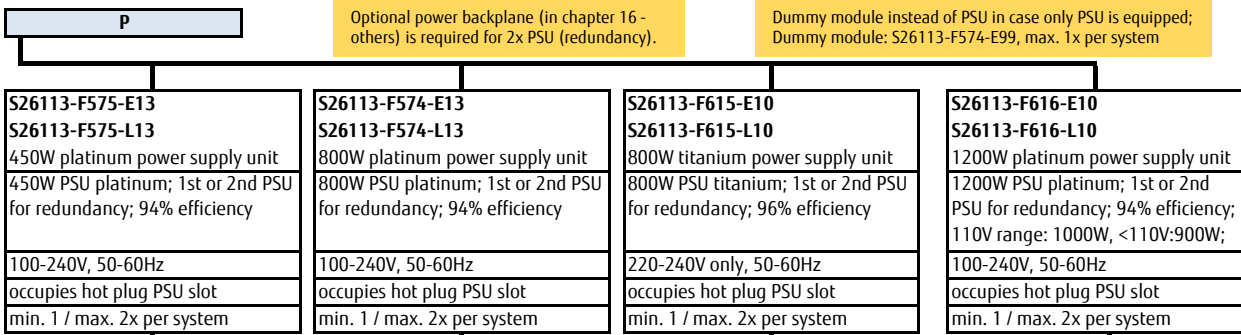 P
Optional power backplane (in chapter 16 -
others) is required for 2x PSU (redundancy).
Dummy module instead of PSU in case only PSU is equipped;
Dummy module: S26113-F574-E99, max. 1x per system
S26113-F575-E13
S26113-F575-L13
450W platinum power supply unit
450W PSU platinum; 1st or 2nd PSU
for redundancy; 94% efficiency
100-240V, 50-60Hz
occupies hot plug PSU slot
min. 1 / max. 2x per system
S26113-F574-E13
S26113-F574-L13
800W platinum power supply unit
800W PSU platinum; 1st or 2nd PSU
for redundancy; 94% efficiency
100-240V, 50-60Hz
occupies hot plug PSU slot
min. 1 / max. 2x per system
S26113-F615-E10
S26113-F615-L10
800W titanium power supply unit
800W PSU titanium; 1st or 2nd PSU
for redundancy; 96% efficiency
220-240V only, 50-60Hz
occupies hot plug PSU slot
min. 1 / max. 2x per system
S26113-F616-E10
S26113-F616-L10
1200W platinum power supply unit
1200W PSU platinum; 1st or 2nd
PSU for redundancy; 94% efficiency;
110V range: 1000W, <110V:900W;
100-240V, 50-60Hz
occupies hot plug PSU slot
min. 1 / max. 2x per system